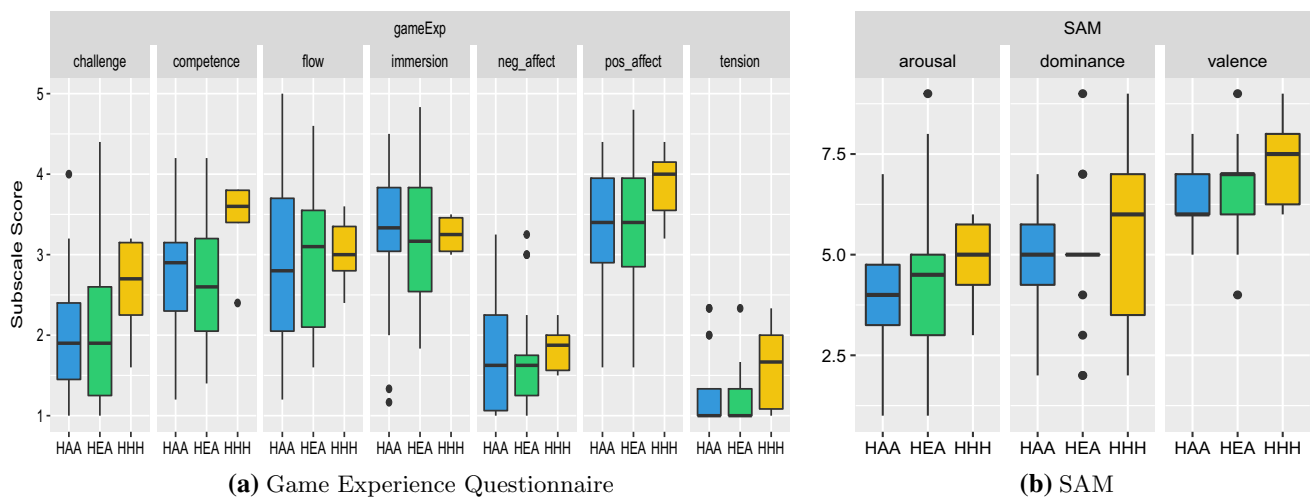 gameExp
challenge competence flow immersion neg_affect pos_affect tension
Subscale Score
5
4
3
2
1
HAA HEA HHH HAA HEA HHH HAA HEA HHH HAA HEA HHH HAA HEA HHH HAA HEA HHH HAA HEA HHH
(a) Game Experience Questionnaire
SAM
arousal dominance valence
7.5
5.0
2.5
HAA HEA HHH HAA HEA HHH HAA HEA HHH
(b) SAM